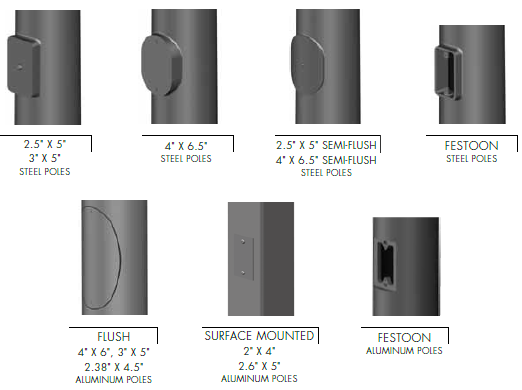 2.5" X 5"
3" X 5"
STEEL POLES
4" X 6.5"
STEEL POLES
2.5" X 5" SEMI-FLUSH
4" X 6.5" SEMI-FLUSH
STEEL POLES
FESTOON
STEEL POLES
FLUSH
4" X 6", 3" X 5"
2.38" X 4.5"
ALUMINUM POLES
SURFACE MOUNTED
2" X 4"
2.6" X 5"
ALUMINUM POLES
FESTOON
ALUMINUM POLES